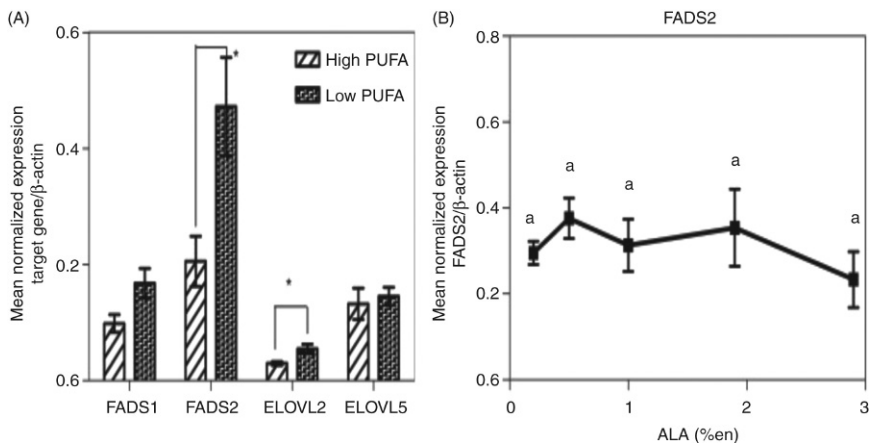 (A)
0.6
0.4
0.2
0.6
Mean normalized expression
target gene/β-actin
*
*
High PUFA
Low PUFA
FADS1
FADS2
ELOVL2
ELOVL5
(B)
FADS2
0.8
0.6
0.4
0.2
0.6
Mean normalized expression
FADS2/β-actin
a
a
a
a
a
0
1
2
3
ALA (%en)